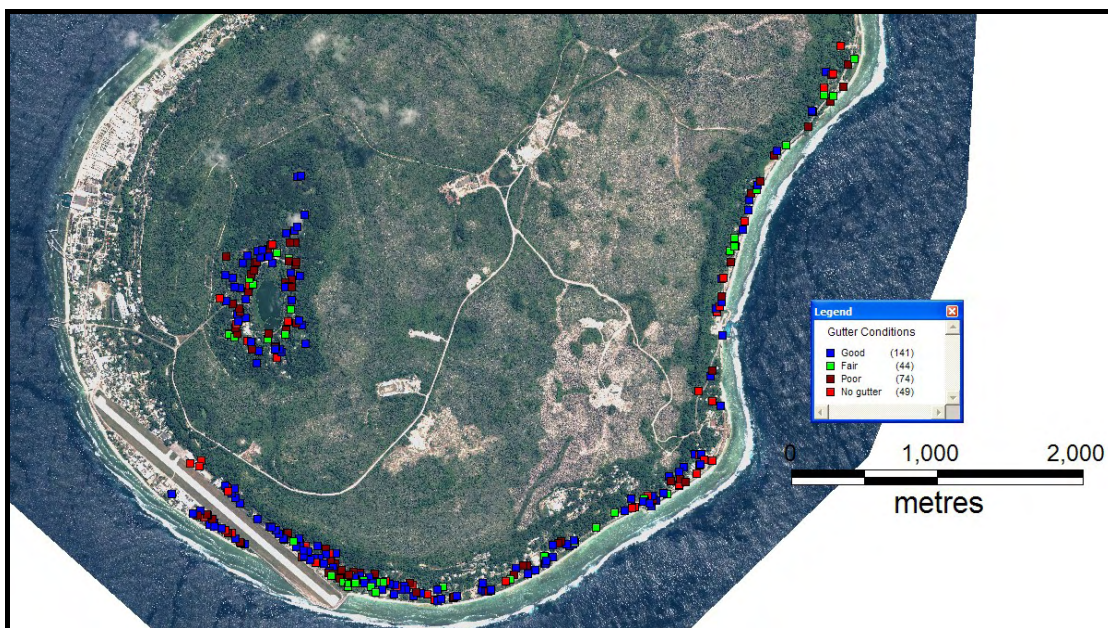 Legend
Gutter Conditions
Good (141)
Fair (44)
Poor (74)
No gutter (49)
0 1,000 2,000
metres